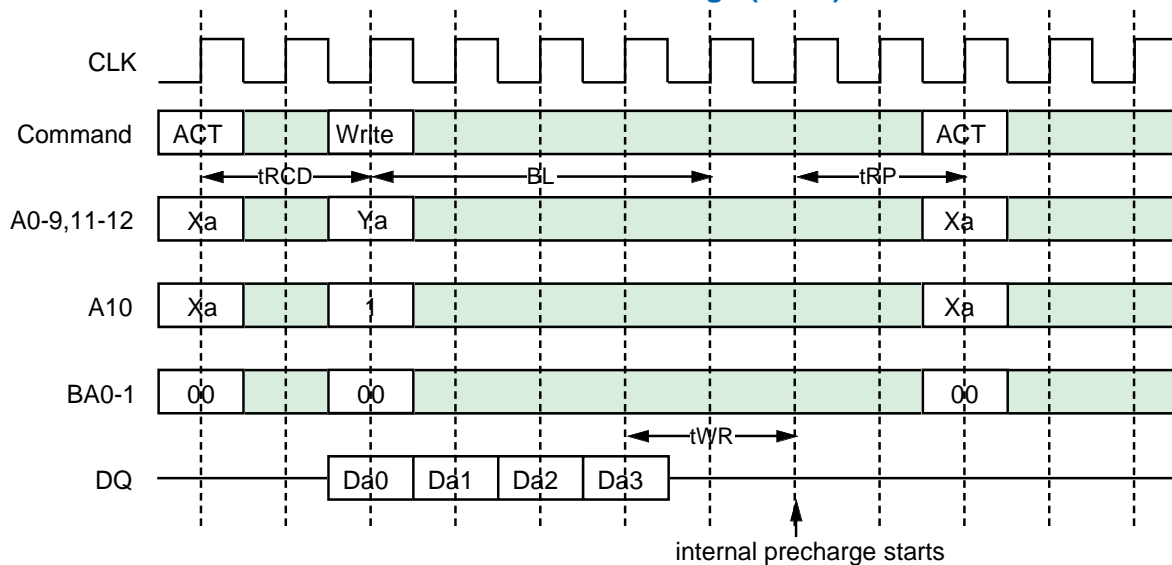 CLK
Command ACT Write ACT
tRCD BL tRP
A0-9,11-12 Xa Ya Xa
A10 Xa 1 Xa
BA0-1 00 00 00
tWR
DQ Da0 Da1 Da2 Da3
internal precharge starts